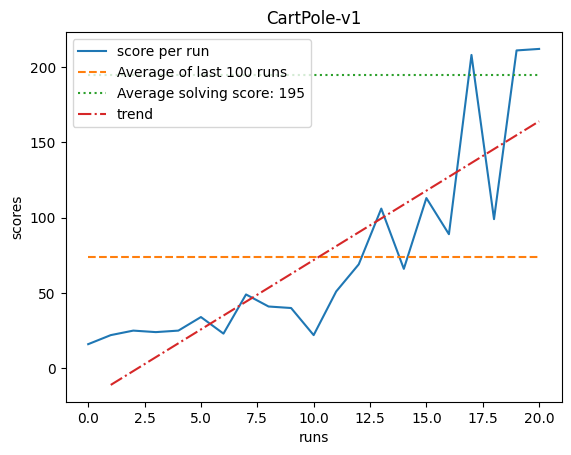 CartPole-v1
score per run
Average of last 100 runs
Average solving score: 195
trend
scores
200
150
100
50
0
0.0 2.5 5.0 7.5 10.0 12.5 15.0 17.5 20.0
runs